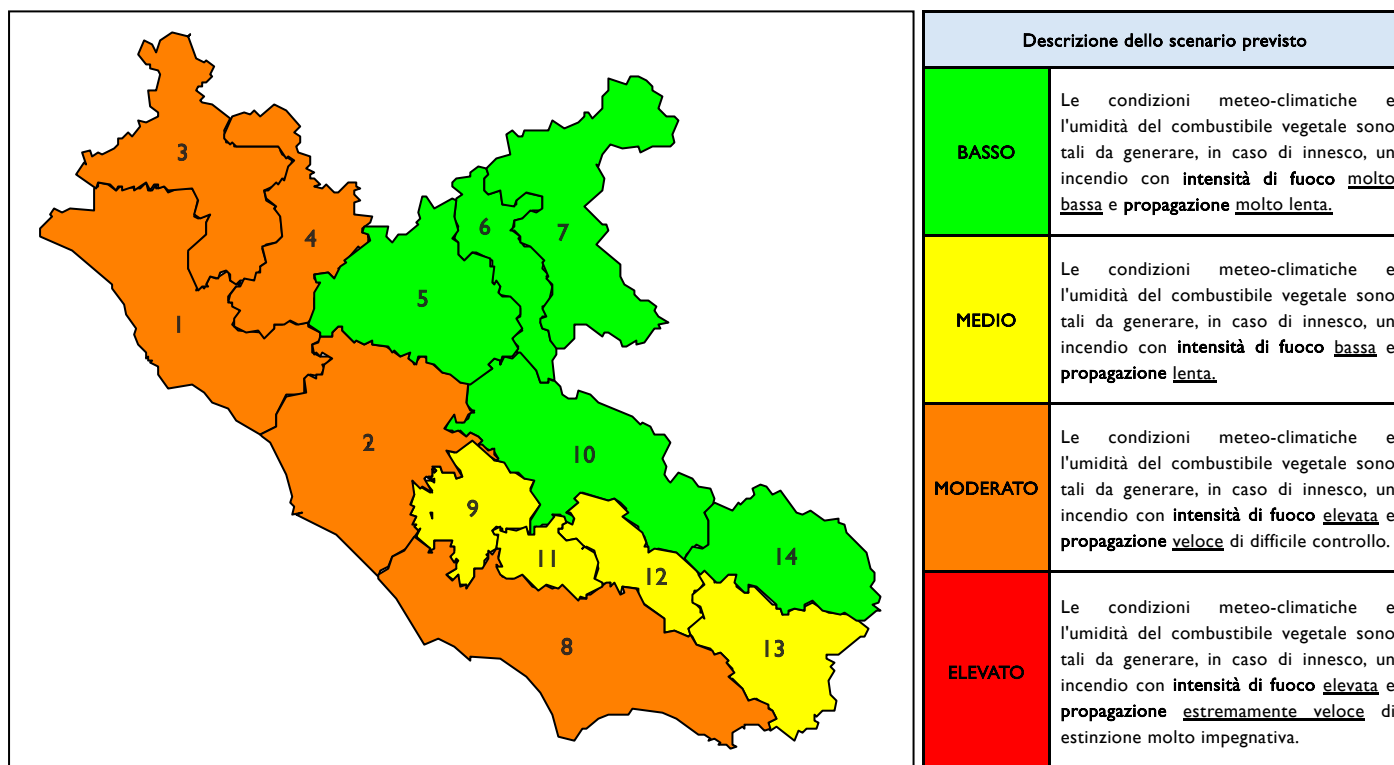 3
4
6
7
5
1
2
10
9
11
12
14
8
13
Descrizione dello scenario previsto
BASSO
Le condizioni meteo-climatiche e
l'umidità del combustibile vegetale sono
tali da generare, in caso di innesco, un
incendio con intensità di fuoco molto
bassa e propagazione molto lenta.
MEDIO
Le condizioni meteo-climatiche e
l'umidità del combustibile vegetale sono
tali da generare, in caso di innesco, un
incendio con intensità di fuoco bassa e
propagazione lenta.
MODERATO
Le condizioni meteo-climatiche e
l'umidità del combustibile vegetale sono
tali da generare, in caso di innesco, un
incendio con intensità di fuoco elevata e
propagazione veloce di difficile controllo.
ELEVATO
Le condizioni meteo-climatiche e
l'umidità del combustibile vegetale sono
tali da generare, in caso di innesco, un
incendio con intensità di fuoco elevata e
propagazione estremamente veloce di
estinzione molto impegnativa.